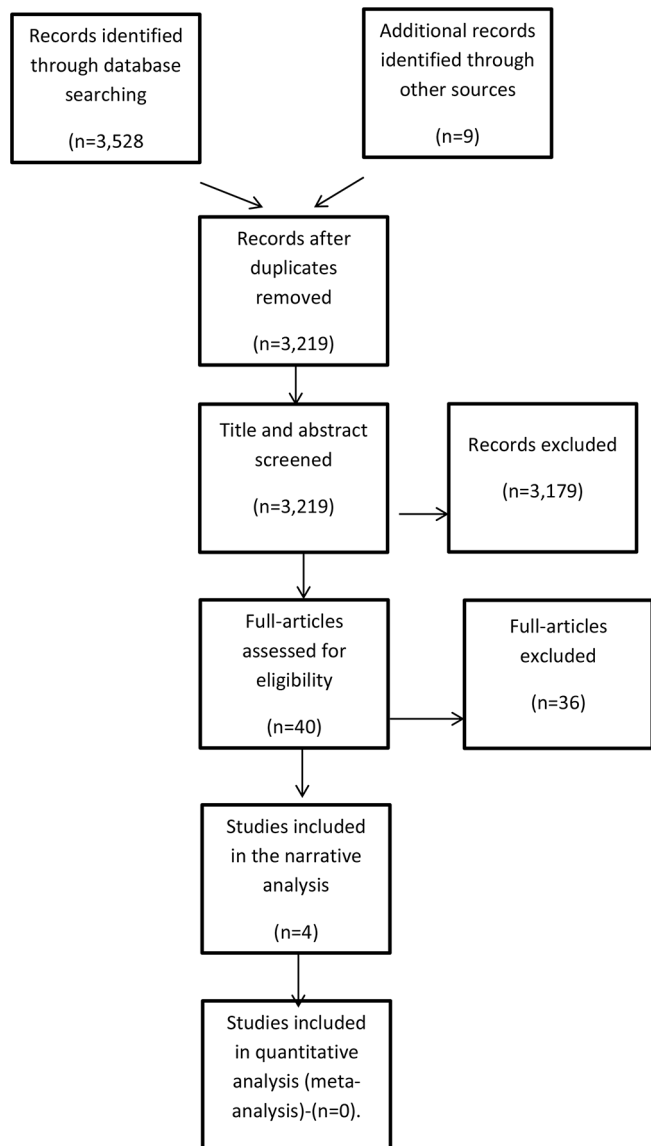 Records identified
through database
searching
(n=3,528
Additional records
identified through
other sources
(n=9)
Records after
duplicates
removed
(n=3,219)
Title and abstract
screened
(n=3,219)
Records excluded
(n=3,179)
Full-articles
assessed for
eligibility
(n=40)
Full-articles
excluded
(n=36)
Studies included
in the narrative
analysis
(n=4)
Studies included
in quantitative
analysis (meta-
analysis)-(n=0).